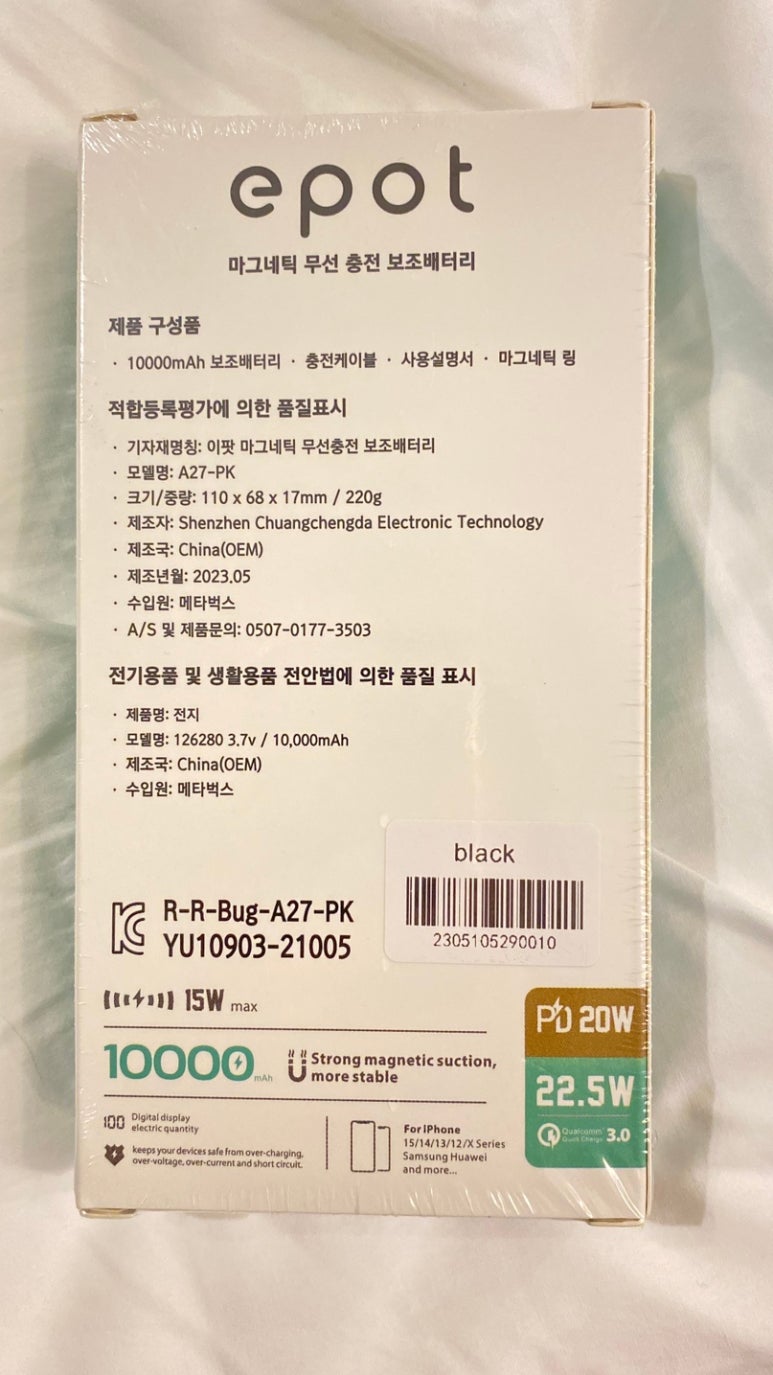 epot
마그네틱 무선 충전 보조배터리
제품 구성품
· 10000mAh 보조배터리 · 충전케이블 · 사용설명서 · 마그네틱 링
적합등록평가에 의한 품질표시
· 기자재명칭: 이팟 마그네틱 무선충전 보조배터리
· 모델명: A27-PK
· 크기/중량: 110 x 68 x 17mm / 220g
· 제조자: Shenzhen Chuangchengda Electronic Technology
· 제조국: China(OEM)
· 제조년월: 2023.05
· 수입원: 메타벅스
· A/S 및 제품문의: 0507-0177-3503
전기용품 및 생활용품 전안법에 의한 품질 표시
· 제품명: 전지
· 모델명: 126280 3.7v / 10,000mAh
· 제조국: China(OEM)
· 수입원: 메타벅스
black
2305105290010
R-R-Bug-A27-PK
YU10903-21005
15W max
PD 20W
10000mAh
Strong magnetic suction,
more stable
22.5W
100
Digital display
electric quantity
keeps your devices safe from over-charging,
over-voltage, over-current and short circuit.
For iPhone
15/14/13/12/X Series
Samsung Huawei
and more...
Qualcomm
Quick Charge 3.0